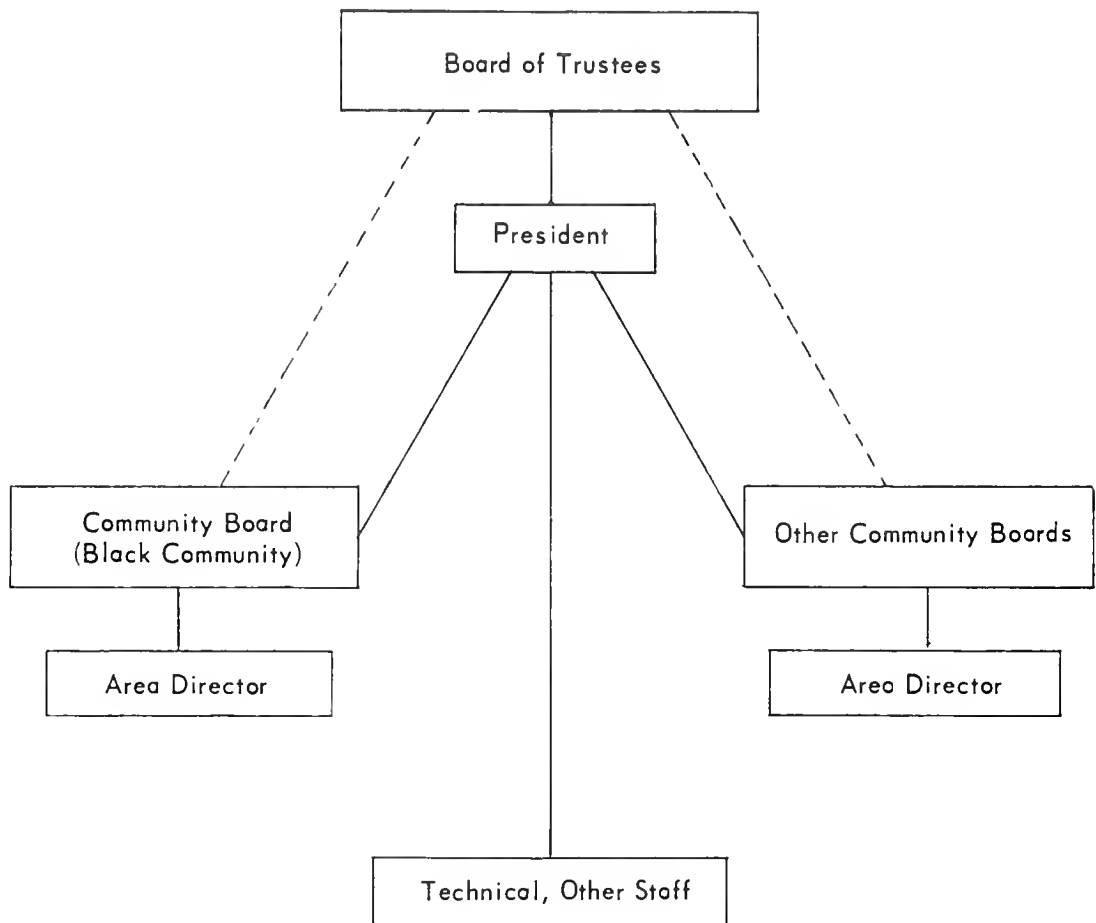 Board of Trustees
President
Community Board
(Black Community)
Other Community Boards
Area Director
Area Director
Technical, Other Staff